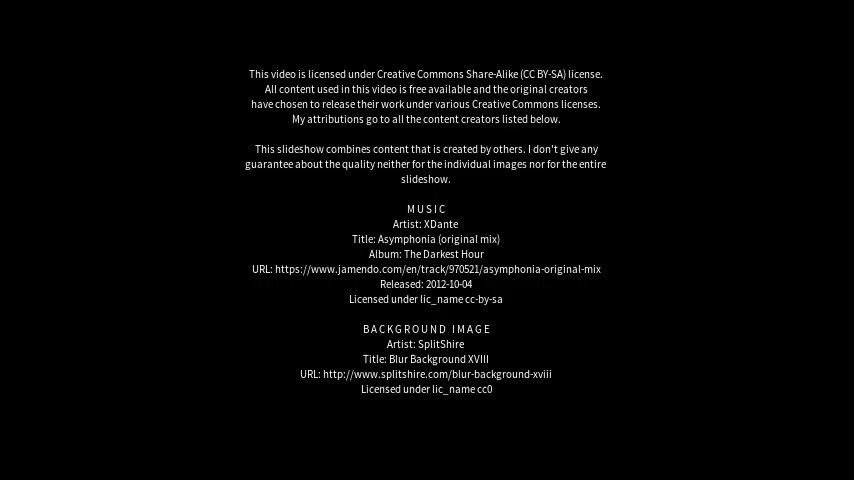 This video is licensed under Creative Commons Share-Alike (CC BY-SA) license.
All content used in this video is free available and the original creators
have chosen to release their work under various Creative Commons licenses.
My attributions go to all the content creators listed below.
This slideshow combines content that is created by others. I don't give any
guarantee about the quality neither for the individual images nor for the entire
slideshow.
MUSIC
Artist: XDante
Title: Asymphonia (original mix)
Album: The Darkest Hour
URL: https://www.jamendo.com/en/track/970521/asymphonia-original-mix
Released: 2012-10-04
Licensed under lic_name cc-by-sa
BACKGROUND IMAGE
Artist: SplitShire
Title: Blur Background XVIII
URL: http://www.splitshire.com/blur-background-xviii
Licensed under lic_name cc0